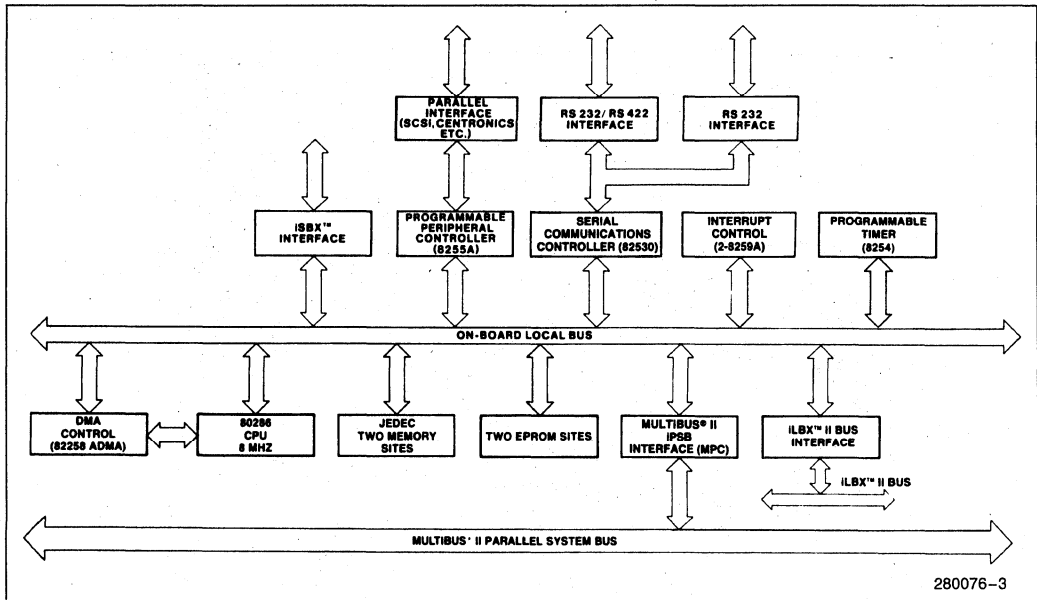 PARALLEL
INTERFACE
(SCSI, CENTRONICS
ETC.)
RS 232/ RS 422
INTERFACE
RS 232
INTERFACE
iSBX™
INTERFACE
PROGRAMMABLE
PERIPHERAL
CONTROLLER
(8255A)
SERIAL
COMMUNICATIONS
CONTROLLER (82530)
INTERRUPT
CONTROL
(2-8259A)
PROGRAMMABLE
TIMER
(8254)
ON-BOARD LOCAL BUS
DMA
CONTROL
(82258 ADMA)
80286
CPU
8 MHZ
JEDEC
TWO MEMORY
SITES
TWO EPROM SITES
MULTIBUS® II
iPSB
INTERFACE (MPC)
iLBX™ II BUS
INTERFACE
iLBX™ II BUS
MULTIBUS® II PARALLEL SYSTEM BUS
280076-3